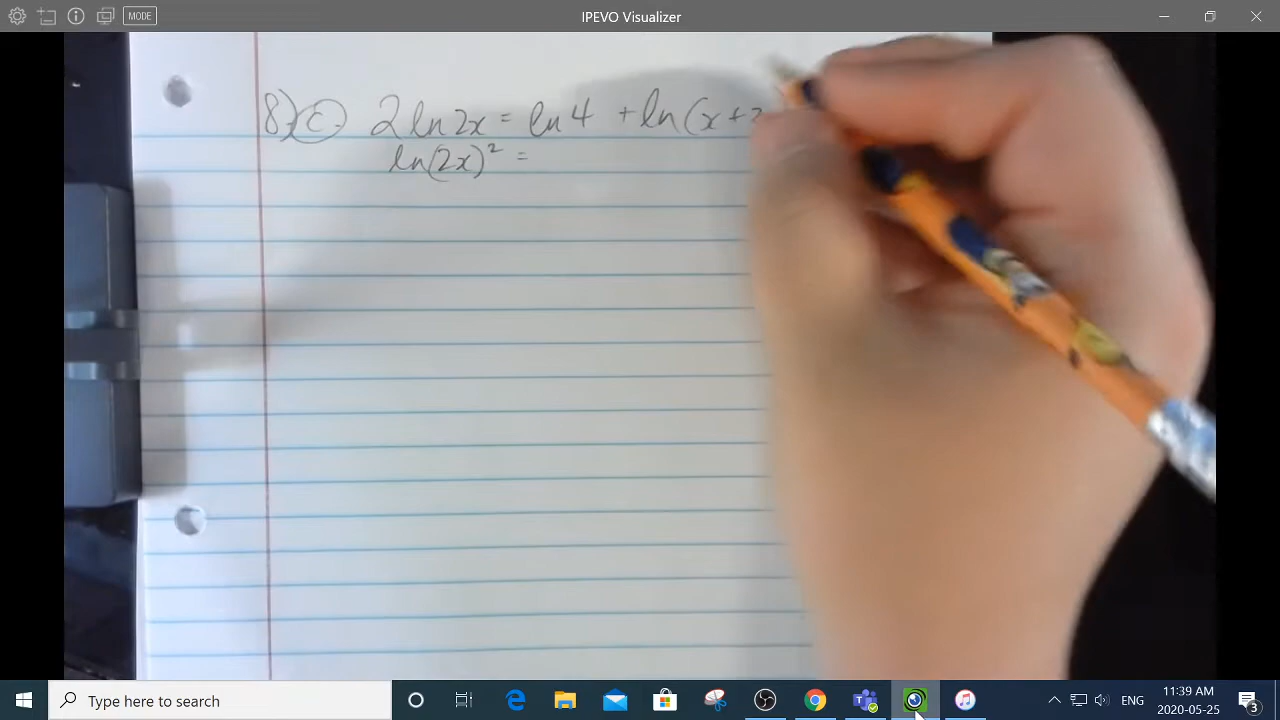 IPEVO Visualizer
MODE
8) c) 2 ln 2x = ln 4 + ln (x +
ln(2x)² =
Type here to search
ENG
11:39 AM
2020-05-25
3